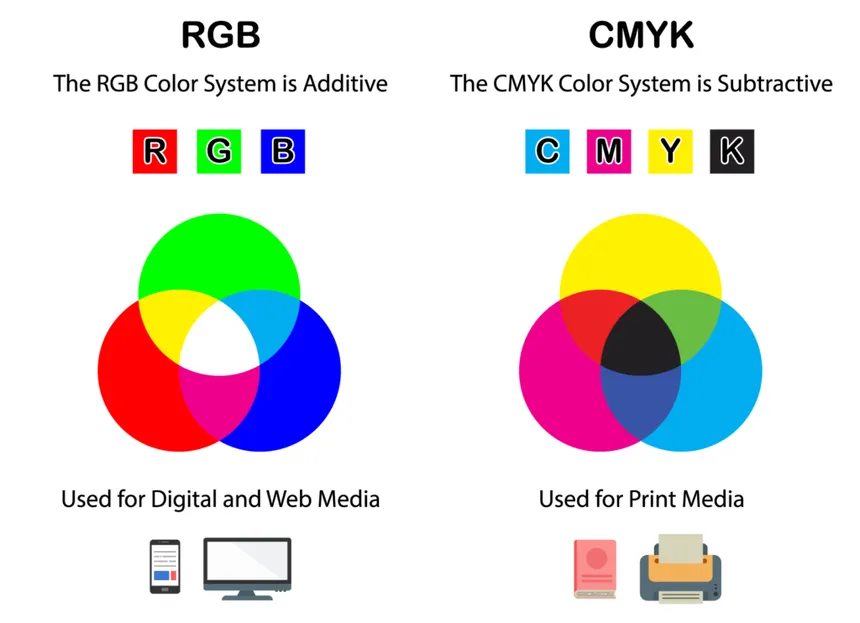 RGB
The RGB Color System is Additive
R G B
Used for Digital and Web Media
CMYK
The CMYK Color System is Subtractive
C M Y K
Used for Print Media